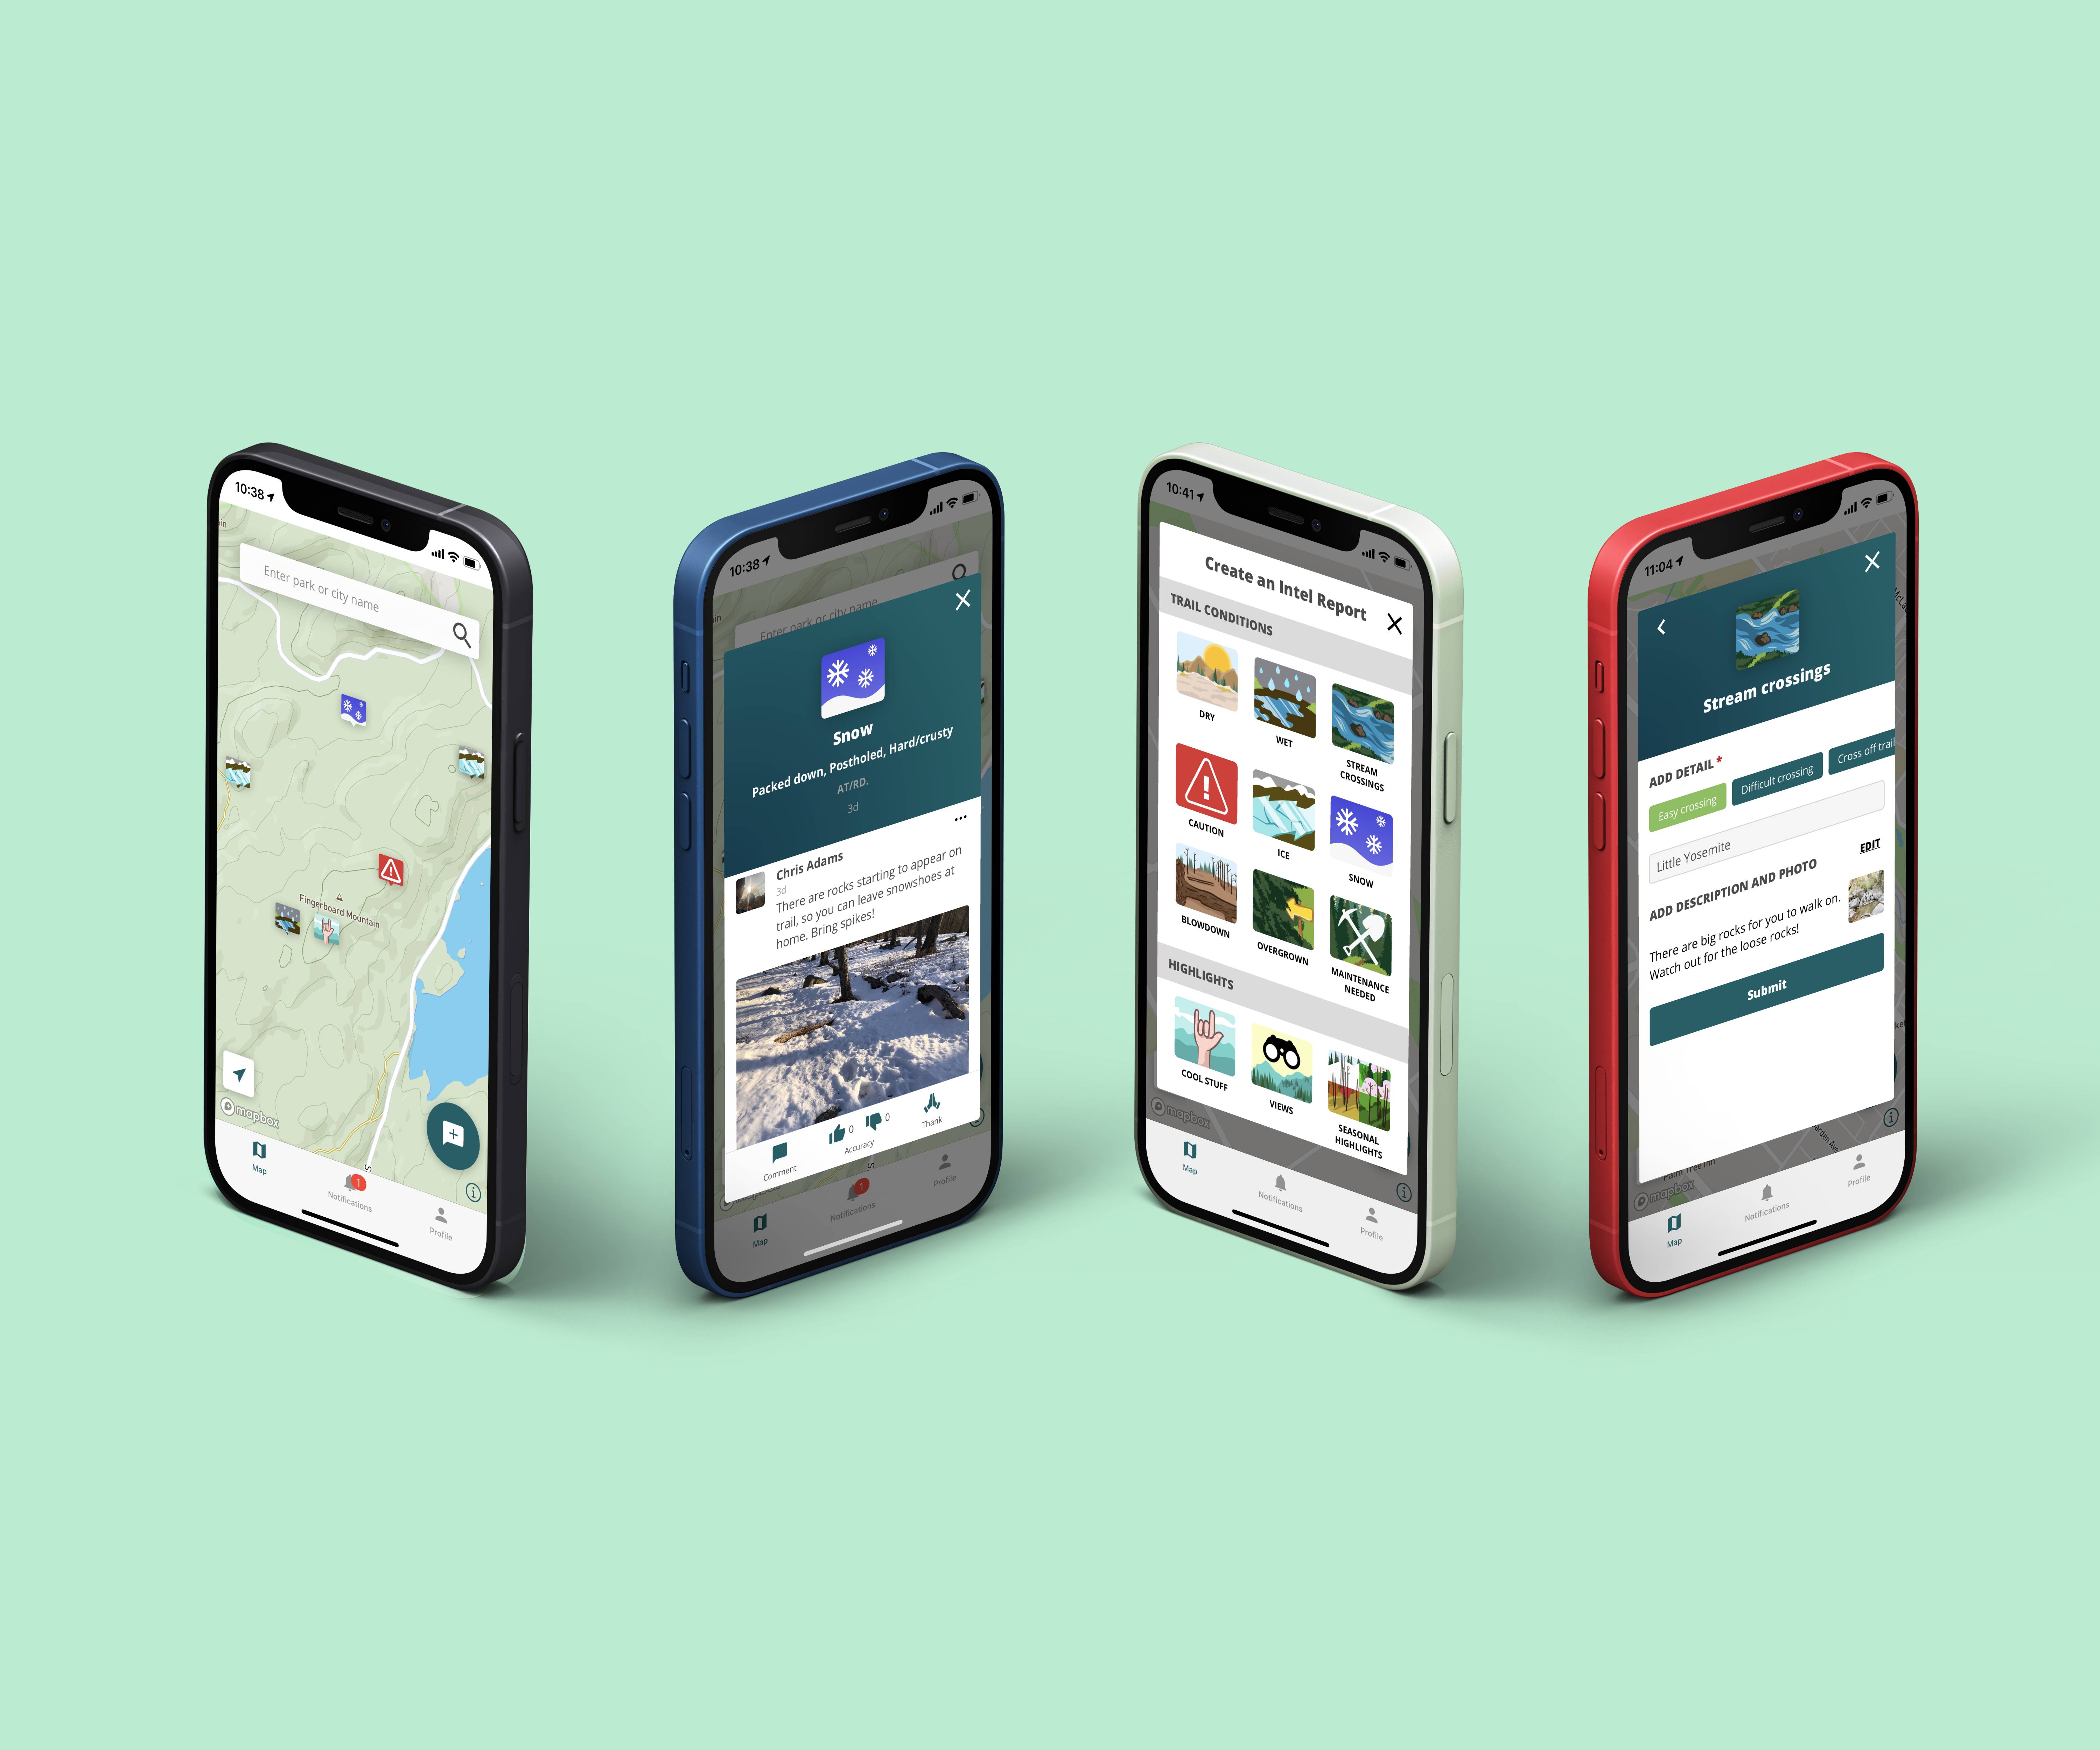 10:38
ain
Enter park or city name
Fingerboard Mountain
mapbox
S
Map
1
Notifications
Profile
10:38
ain
Enter park or city name
Snow
Packed down, Postholed, Hard/crusty
AT/RD.
3d
...
Chris Adams
3d
There are rocks starting to appear on
trail, so you can leave snowshoes at
home. Bring spikes!
Comment
0
0
Accuracy
Thank
S
Map
1
Notifications
Profile
10:41
Create an Intel Report
TRAIL CONDITIONS
DRY
WET
STREAM
CROSSINGS
CAUTION
ICE
SNOW
BLOWDOWN
OVERGROWN
MAINTENANCE
NEEDED
HIGHLIGHTS
COOL STUFF
VIEWS
SEASONAL
HIGHLIGHTS
mapbox
Map
Notifications
Profile
11:04
Stream crossings
ADD DETAIL *
Easy crossing
Difficult crossing
Cross off trail
Little Yosemite
ADD DESCRIPTION AND PHOTO
EDIT
There are big rocks for you to walk on.
Watch out for the loose rocks!
Submit
mapbox
Map
Notifications
Profile